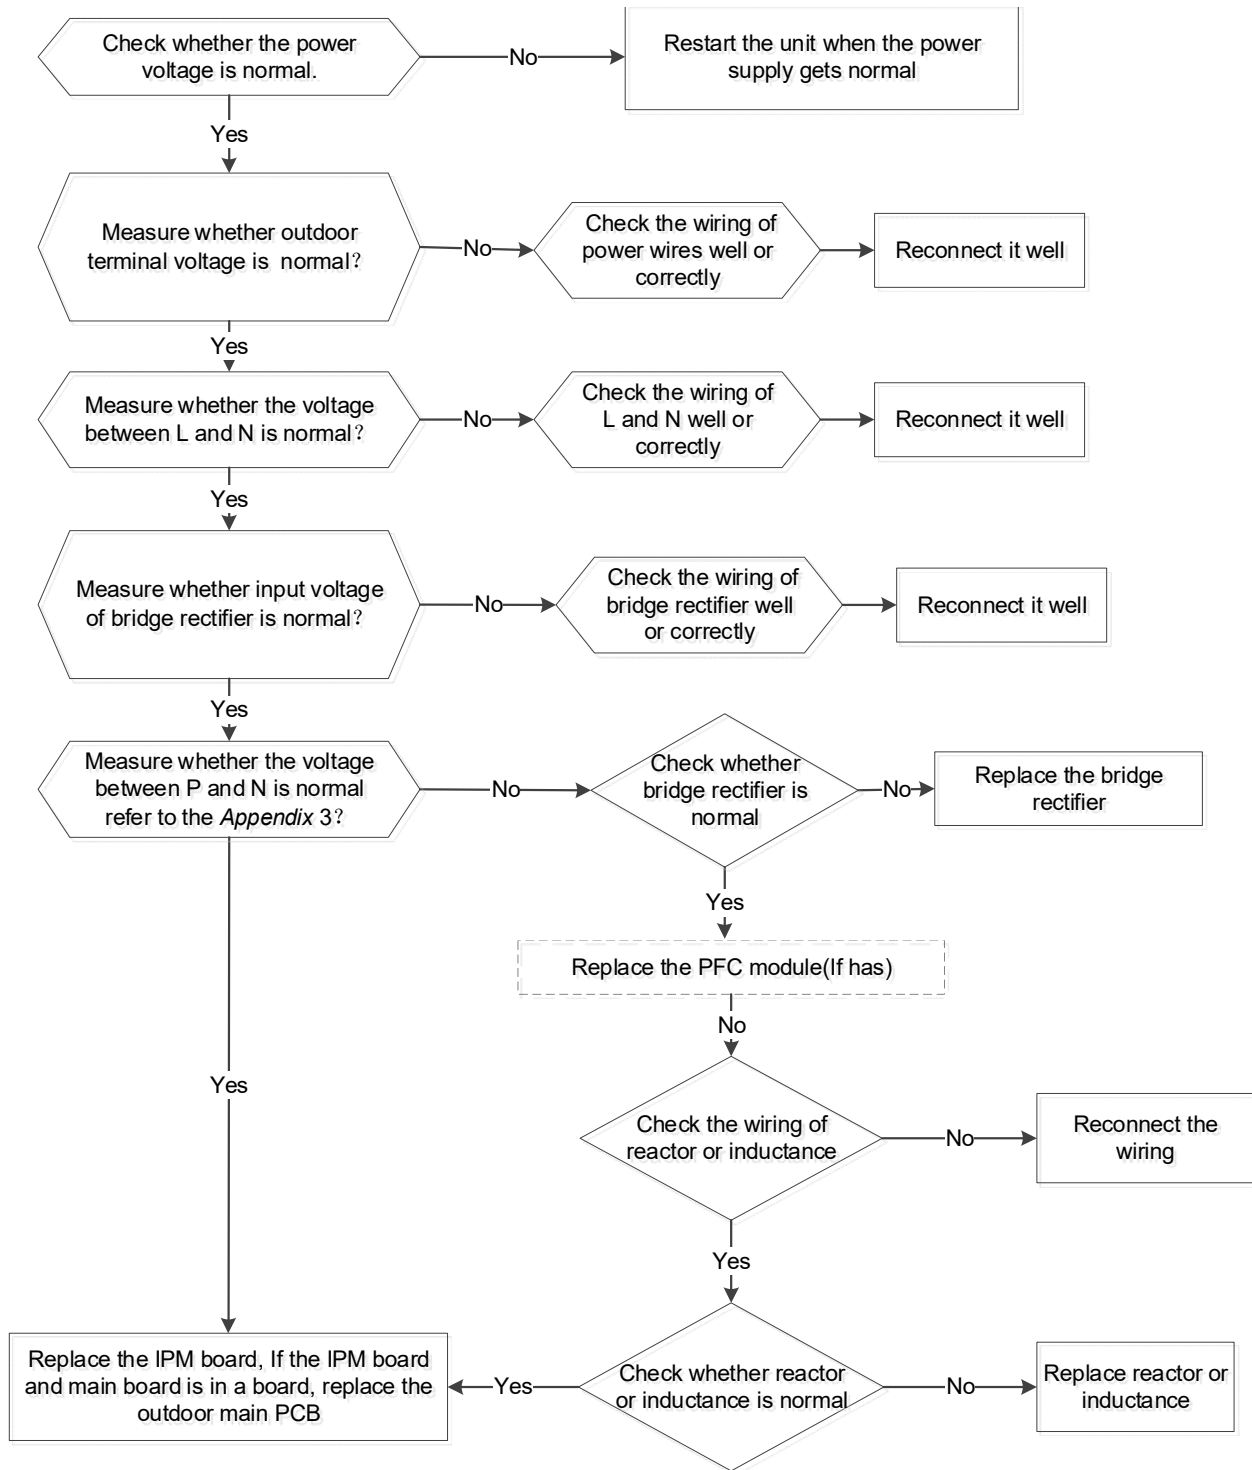 Check whether the power
voltage is normal.
No
Restart the unit when the power
supply gets normal
Yes
Measure whether outdoor
terminal voltage is  normal?
No
Check the wiring of
power wires well or
correctly
Reconnect it well
Yes
Measure whether the voltage
between L and N is normal?
No
Check the wiring of
L and N well or
correctly
Reconnect it well
Yes
Measure whether input voltage
of bridge rectifier is normal?
No
Check the wiring of
bridge rectifier well
or correctly
Reconnect it well
Yes
Measure whether the voltage
between P and N is normal
refer to the Appendix 3?
No
Check whether
bridge rectifier is
normal
No
Replace the bridge
rectifier
Yes
Replace the PFC module(If has)
No
Yes
Check the wiring of
reactor or inductance
No
Reconnect the
wiring
Yes
Replace the IPM board, If the IPM board
and main board is in a board, replace the
outdoor main PCB
Yes
Check whether reactor
or inductance is normal
No
Replace reactor or
inductance